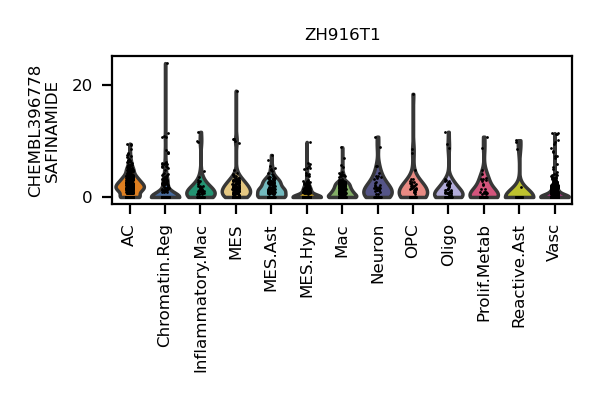 ZH916T1
CHEMBL396778
SAFINAMIDE
20
0
AC
Chromatin.Reg
Inflammatory.Mac
MES
MES.Ast
MES.Hyp
Mac
Neuron
OPC
Oligo
Prolif.Metab
Reactive.Ast
Vasc